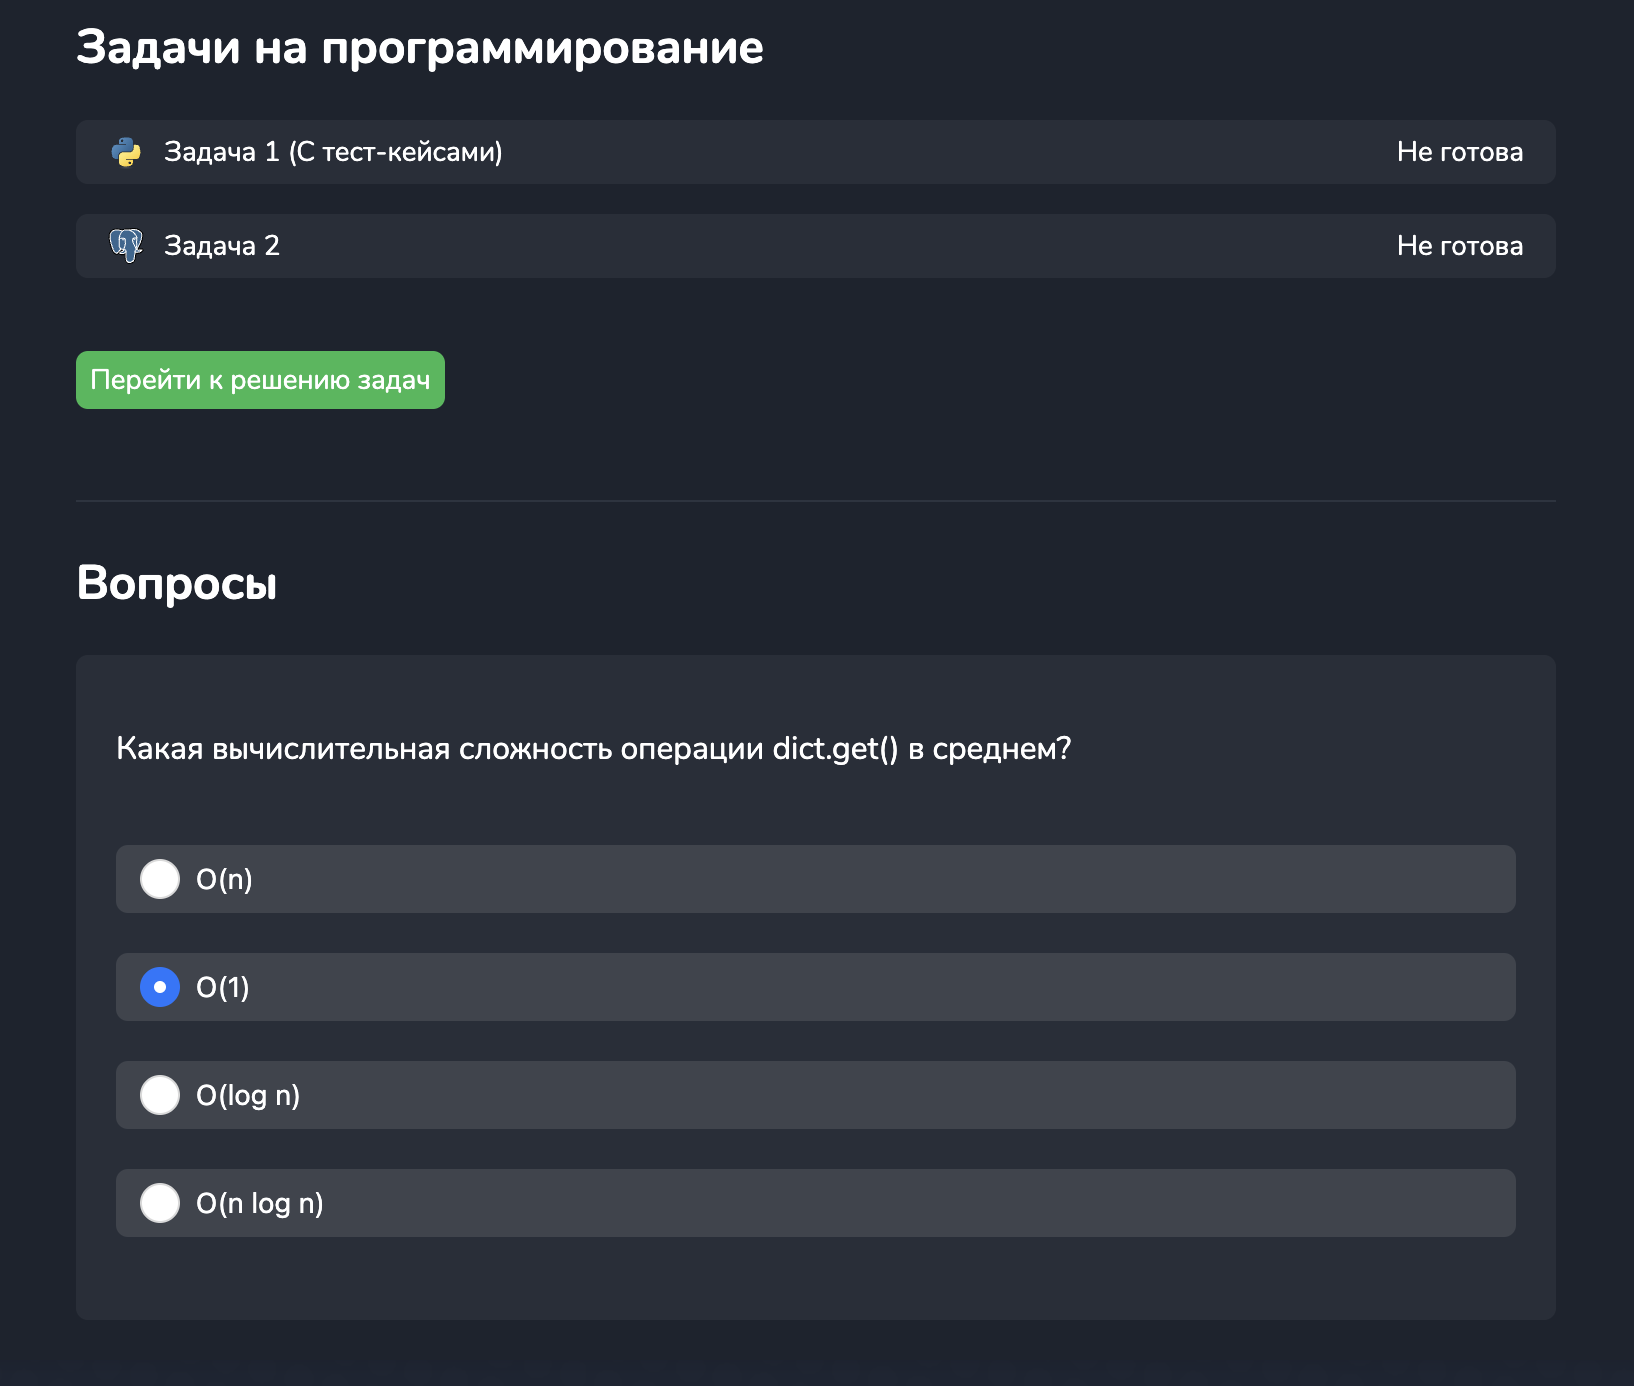 Задачи на программирование
Задача 1 (С тест-кейсами)
Не готова
Задача 2
Не готова
Перейти к решению задач
Вопросы
Какая вычислительная сложность операции dict.get() в среднем?
O(n)
O(1)
O(log n)
O(n log n)